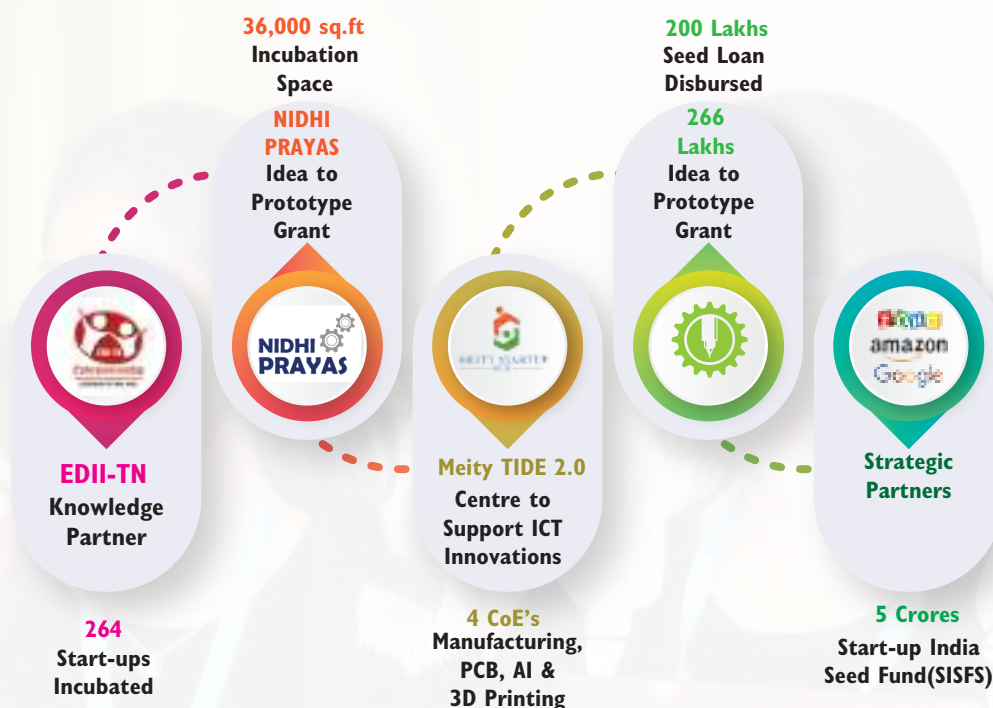 36,000 sq.ft
Incubation
Space
NIDHI
PRAYAS
Idea to
Prototype
Grant
NIDHI
PRAYAS
200 Lakhs
Seed Loan
Disbursed
266
Lakhs
Idea to
Prototype
Grant
EDII-TN
Knowledge
Partner
264
Start-ups
Incubated
Meity TIDE 2.0
Centre to
Support ICT
Innovations
4 CoE's
Manufacturing,
PCB, AI &
3D Printing
amazon
Google
Strategic
Partners
5 Crores
Start-up India
Seed Fund(SISFS)